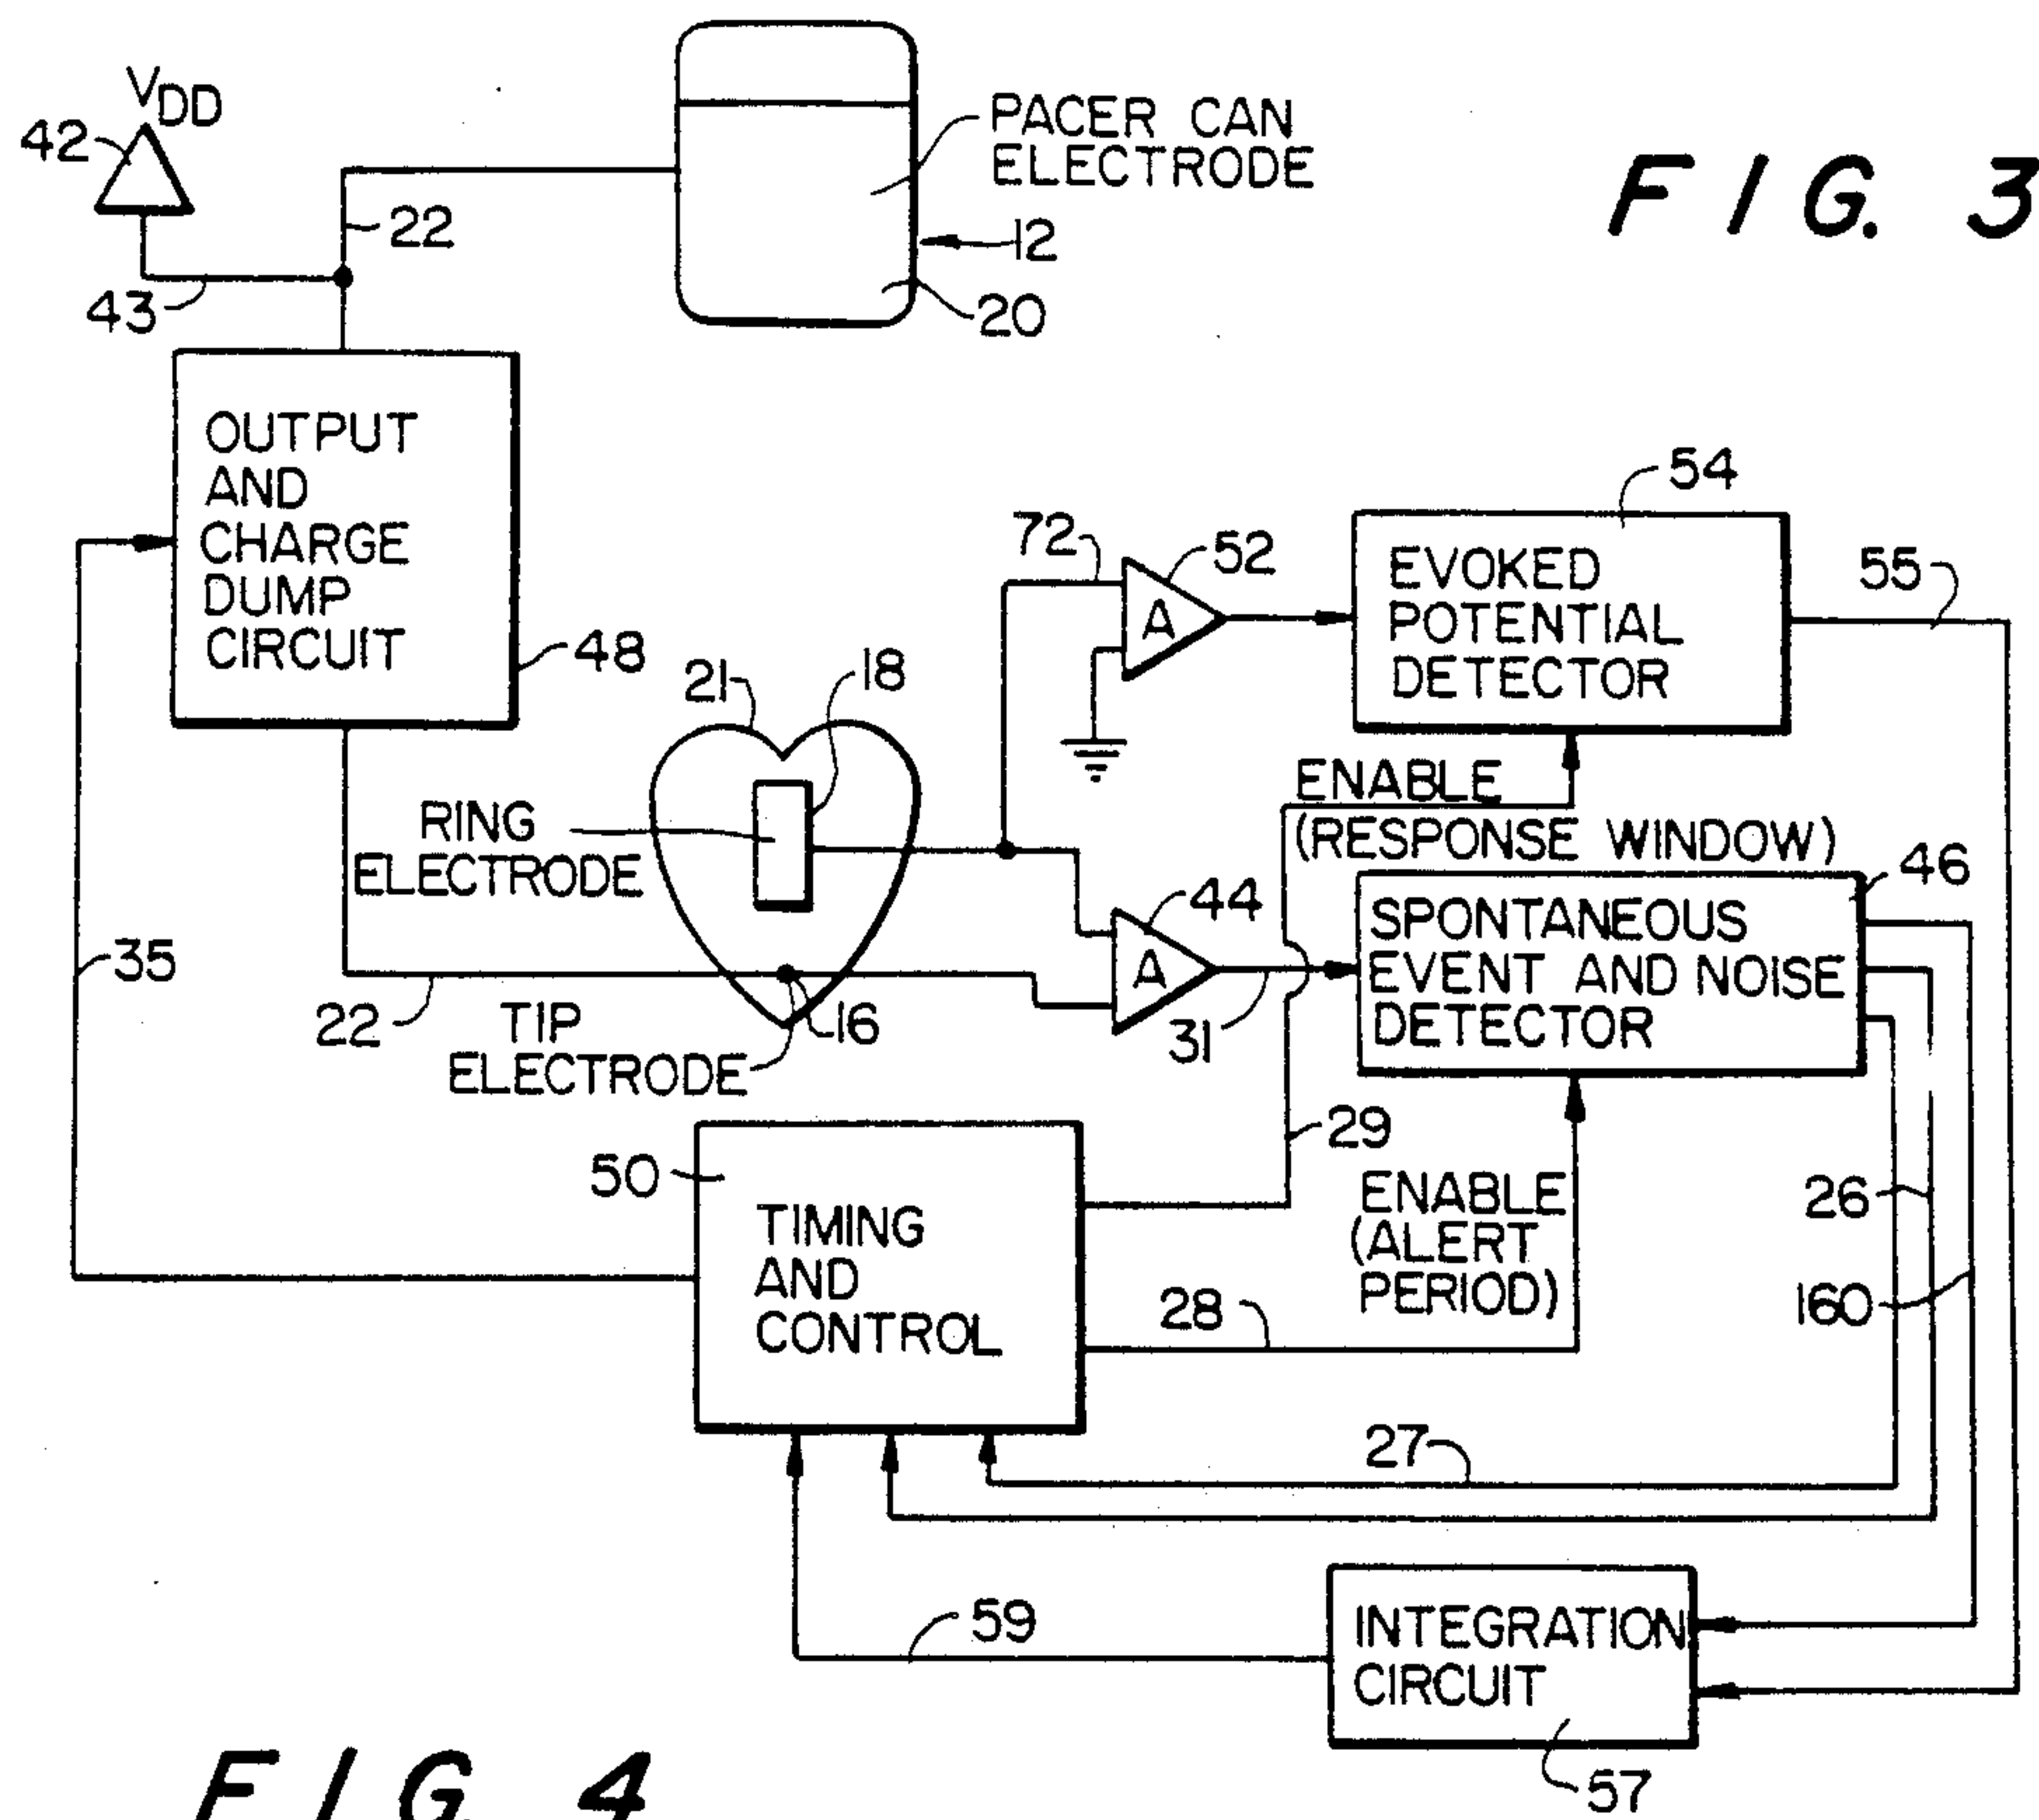 VDD
42
22
43
PACER CAN
ELECTRODE
12
20
FIG. 3
OUTPUT
AND
CHARGE
DUMP
CIRCUIT
48
21
18
RING
ELECTRODE
72
52
A
54
EVOKED
POTENTIAL
DETECTOR
55
ENABLE
(RESPONSE WINDOW)
46
44
A
31
SPONTANEOUS
EVENT AND NOISE
DETECTOR
35
22
TIP
ELECTRODE
16
50
TIMING
AND
CONTROL
29
ENABLE
(ALERT
PERIOD)
28
26
160
27
59
INTEGRATION
CIRCUIT
57
FIG. 4